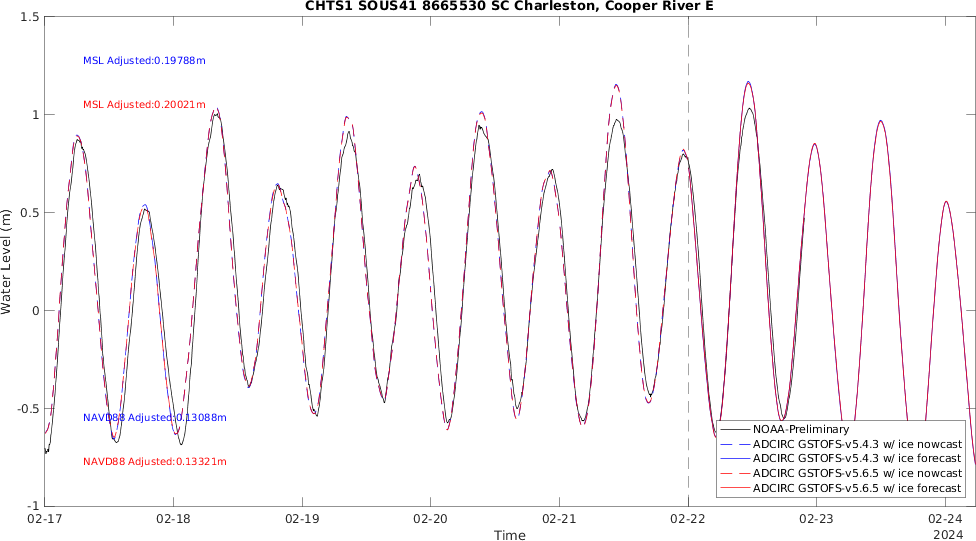 CHTS1 SOUS41 8665530 SC Charleston, Cooper River E
1.5
MSL Adjusted:0.19788m
MSL Adjusted:0.20021m
1
0.5
Water Level (m)
0
-0.5
NAVD88 Adjusted:0.13088m
NAVD88 Adjusted:0.13321m
NOAA-Preliminary
ADCIRC GSTOFS-v5.4.3 w/ ice nowcast
ADCIRC GSTOFS-v5.4.3 w/ ice forecast
ADCIRC GSTOFS-v5.6.5 w/ ice nowcast
ADCIRC GSTOFS-v5.6.5 w/ ice forecast
-1
02-17 02-18 02-19 02-20 02-21 02-22 02-23 02-24
Time
2024